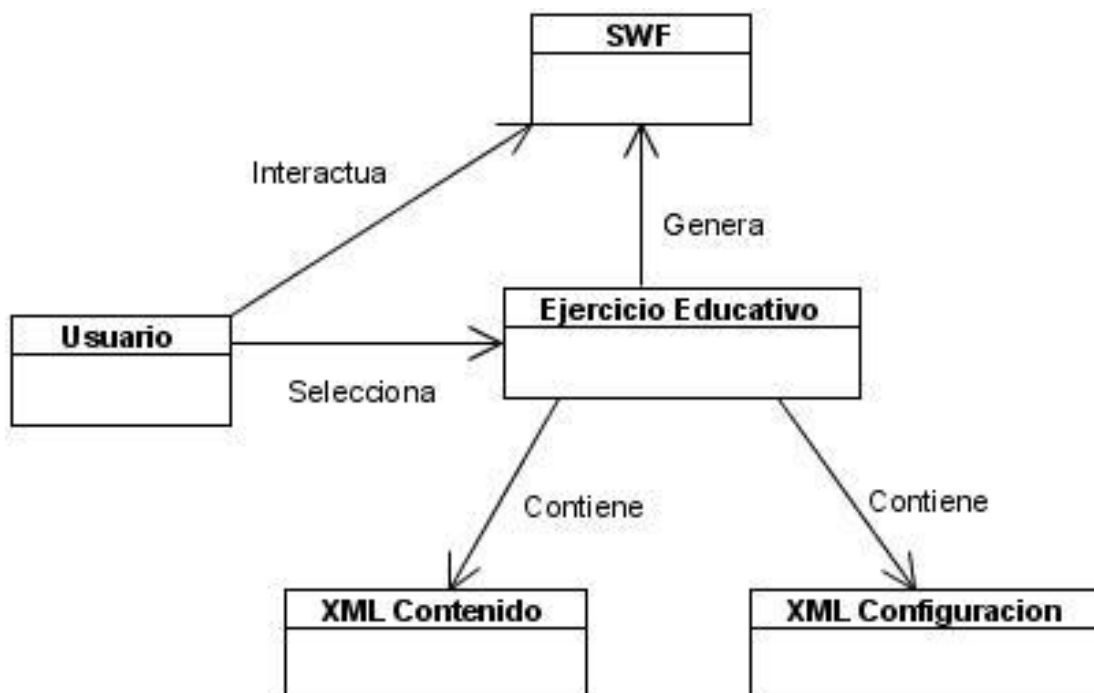 SWF
Interactua
Genera
Ejercicio Educativo
Usuario
Selecciona
Contiene
Contiene
XML Contenido
XML Configuracion